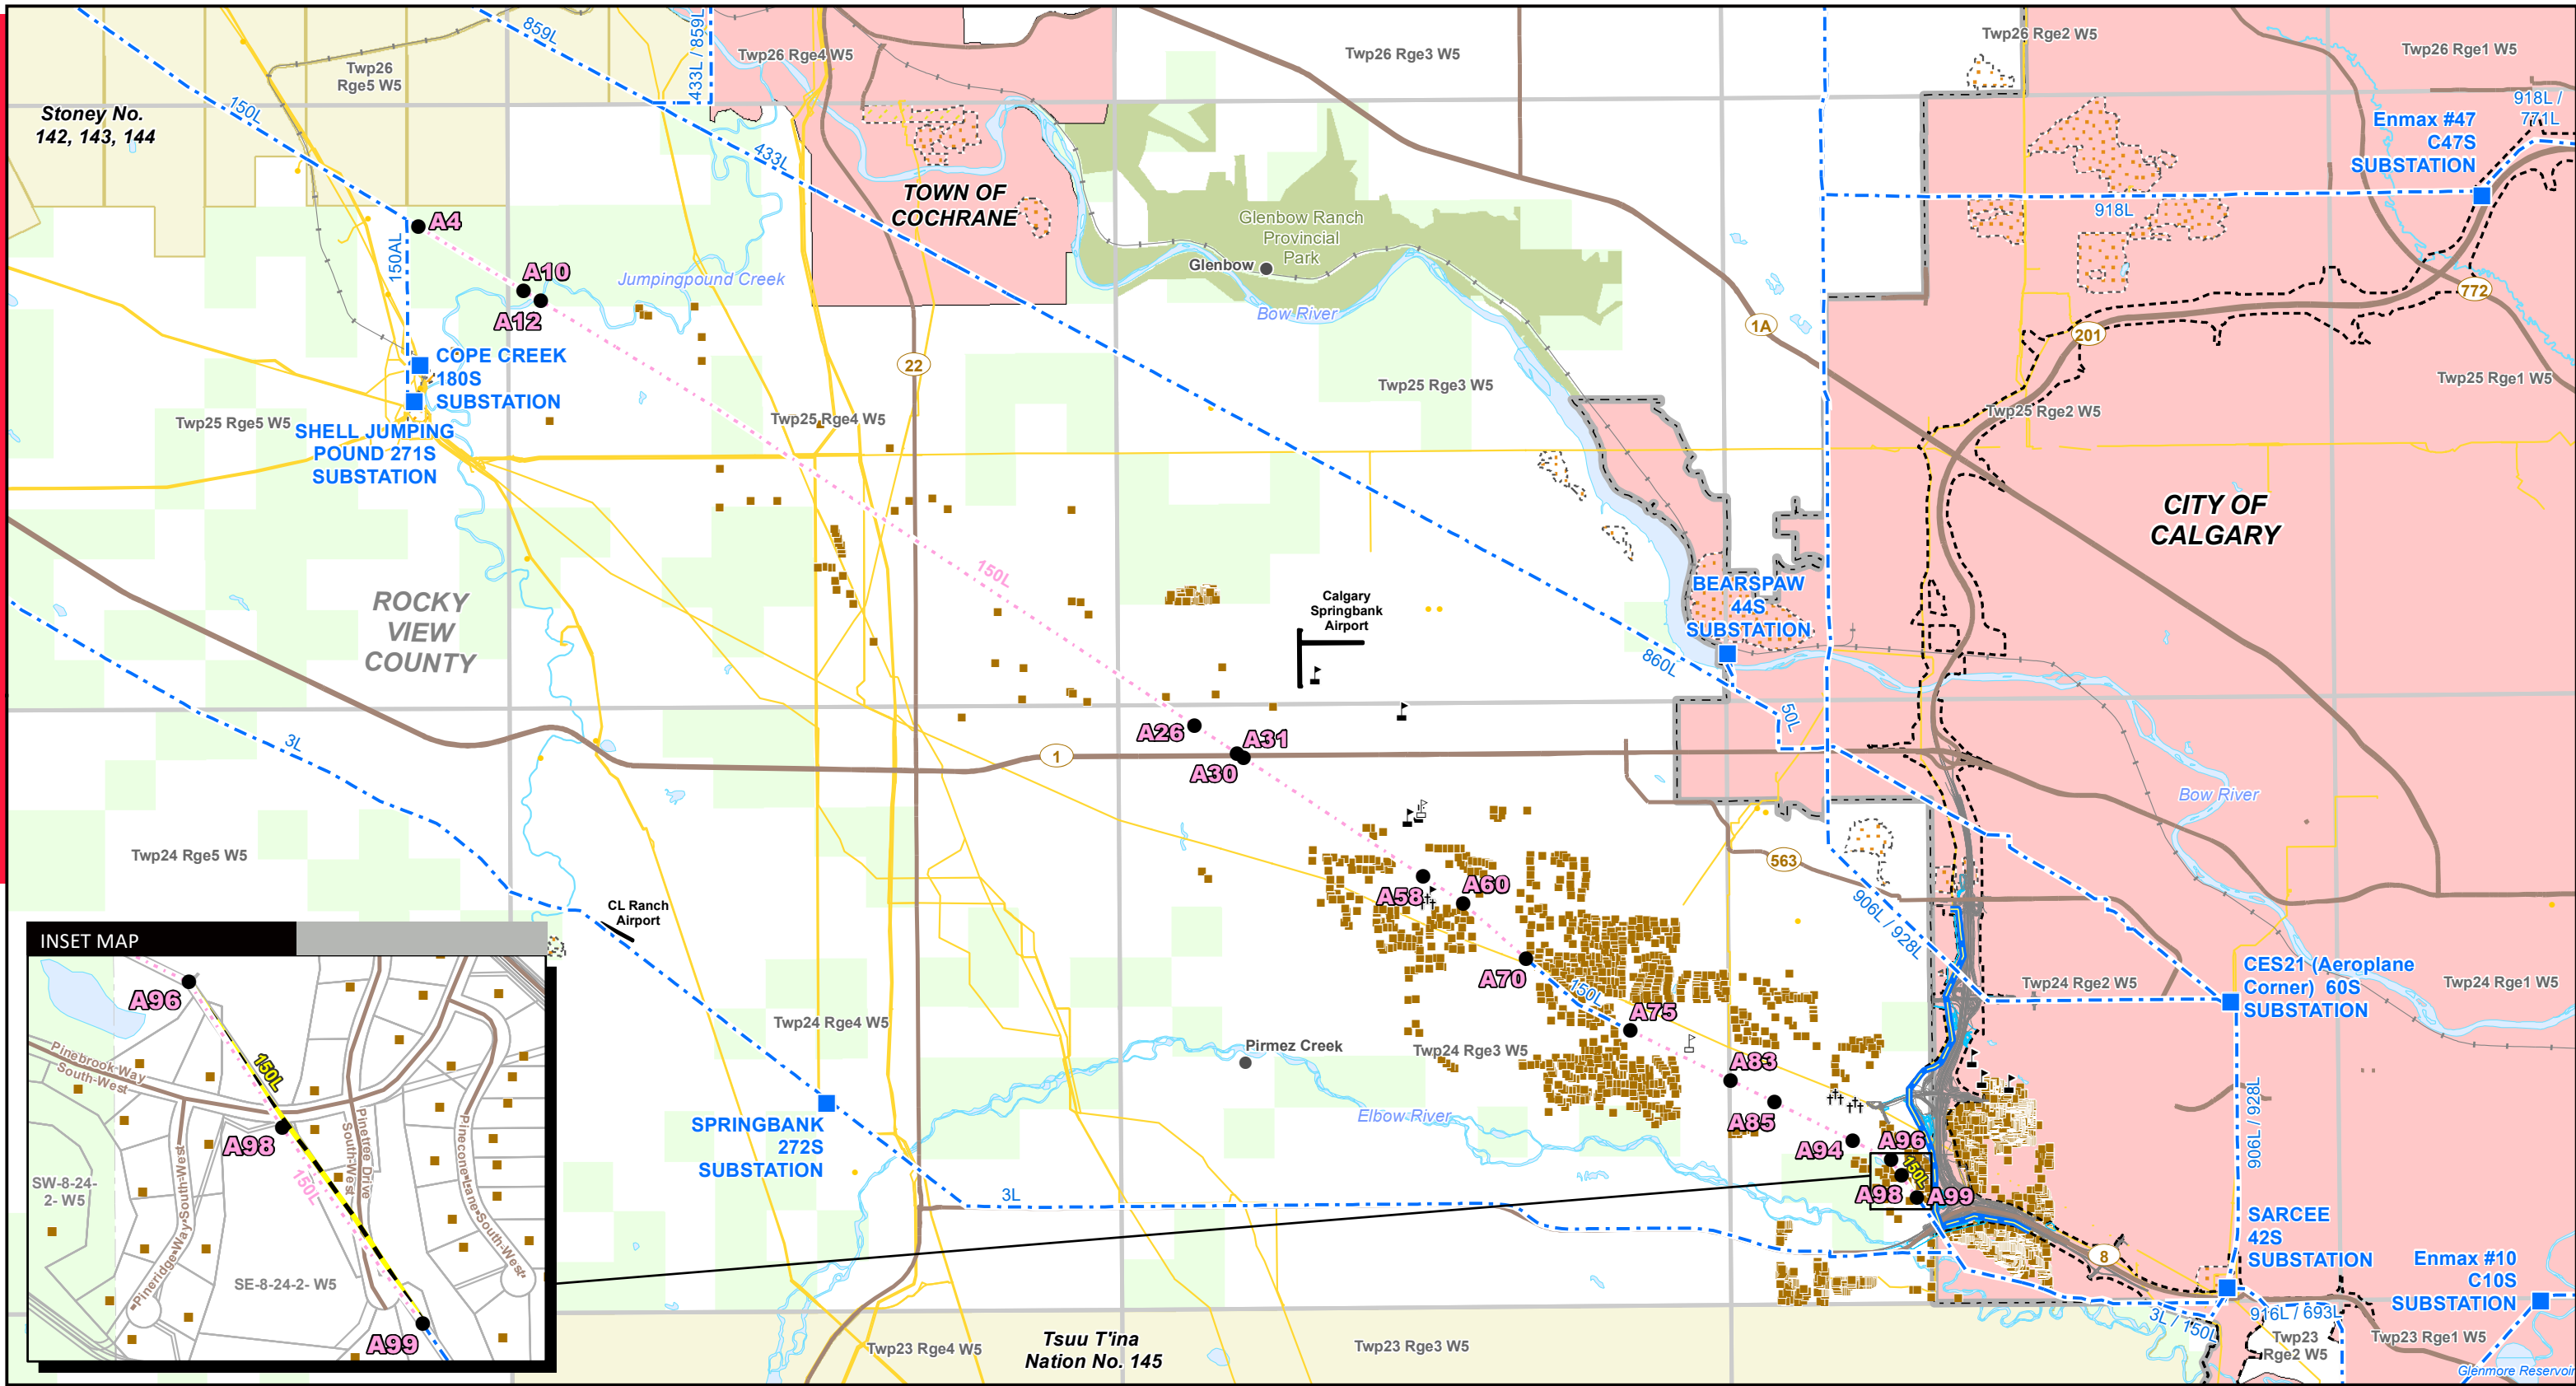 859L
433L / 859L
Twp26 Rge4 W5
Twp26 Rge3 W5
Twp26 Rge2 W5
Twp26 Rge1 W5
Twp26
Rge5 W5
Stoney No.
142, 143, 144
150L
433L
918L /
771L
Enmax #47
C47S
SUBSTATION
918L
TOWN OF
COCHRANE
Glenbow Ranch
Provincial
Park
Glenbow
Bow River
A4
150AL
A10
A12
Jumpingpound Creek
772
1A
201
22
COPE CREEK
180S
SUBSTATION
Twp25 Rge5 W5
SHELL JUMPING
POUND 271S
SUBSTATION
Twp25 Rge4 W5
Twp25 Rge3 W5
Twp25 Rge2 W5
Twp25 Rge1 W5
CITY OF
CALGARY
150L
ROCKY
VIEW
COUNTY
Calgary
Springbank
Airport
BEARSPAW
44S
SUBSTATION
860L
50L
3L
A26
A31
A30
1
Bow River
Twp24 Rge5 W5
563
A58
A60
906L / 928L
CL Ranch
Airport
A70
150L
A75
Twp24 Rge4 W5
Twp24 Rge3 W5
Twp24 Rge2 W5
Twp24 Rge1 W5
CES21 (Aeroplane
Corner) 60S
SUBSTATION
Pirmez Creek
A83
A85
Elbow River
906L / 928L
SPRINGBANK
272S
SUBSTATION
A94
A96
150L
A98
A99
3L
SARCEE
42S
SUBSTATION
8
Enmax #10
C10S
SUBSTATION
3L / 150L
916L / 693L
Twp23 Rge4 W5
Tsuu T'ina
Nation No. 145
Twp23 Rge3 W5
Twp23
Rge2 W5
Twp23 Rge1 W5
Glenmore Reservoir
INSET MAP
A96
Pinebrook Way
South-West
150L
A98
150L
Pinetree Drive
South-West
Pinecone Lane South-West
SW-8-24-
2- W5
Pineridge Way South-West
SE-8-24-2- W5
A99